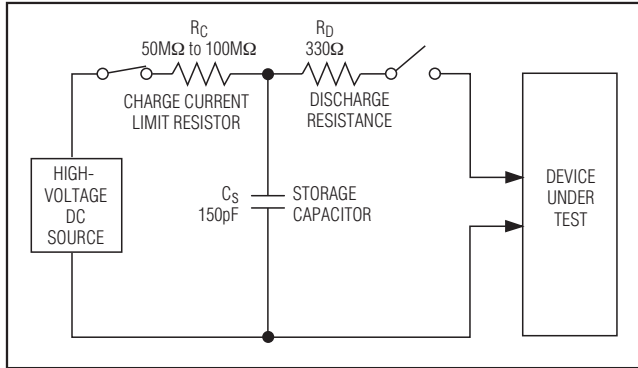 RC
50MΩ to 100MΩ
CHARGE CURRENT
LIMIT RESISTOR
RD
330Ω
DISCHARGE
RESISTANCE
HIGH-
VOLTAGE
DC
SOURCE
CS
150pF
STORAGE
CAPACITOR
DEVICE
UNDER
TEST